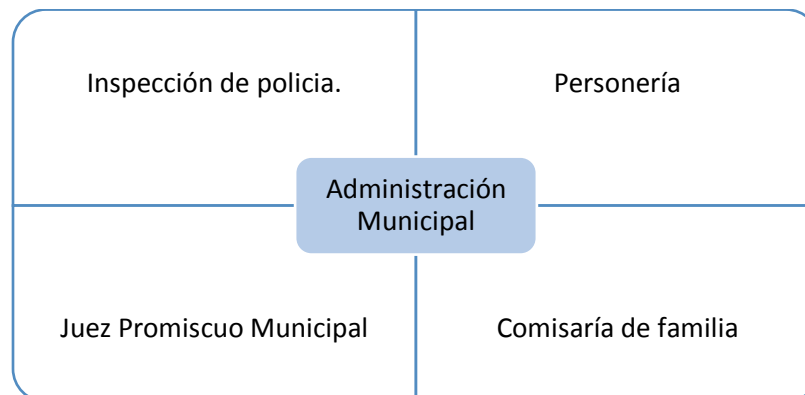 Inspección de policia.
Personería
Administración
Municipal
Juez Promiscuo Municipal
Comisaría de familia